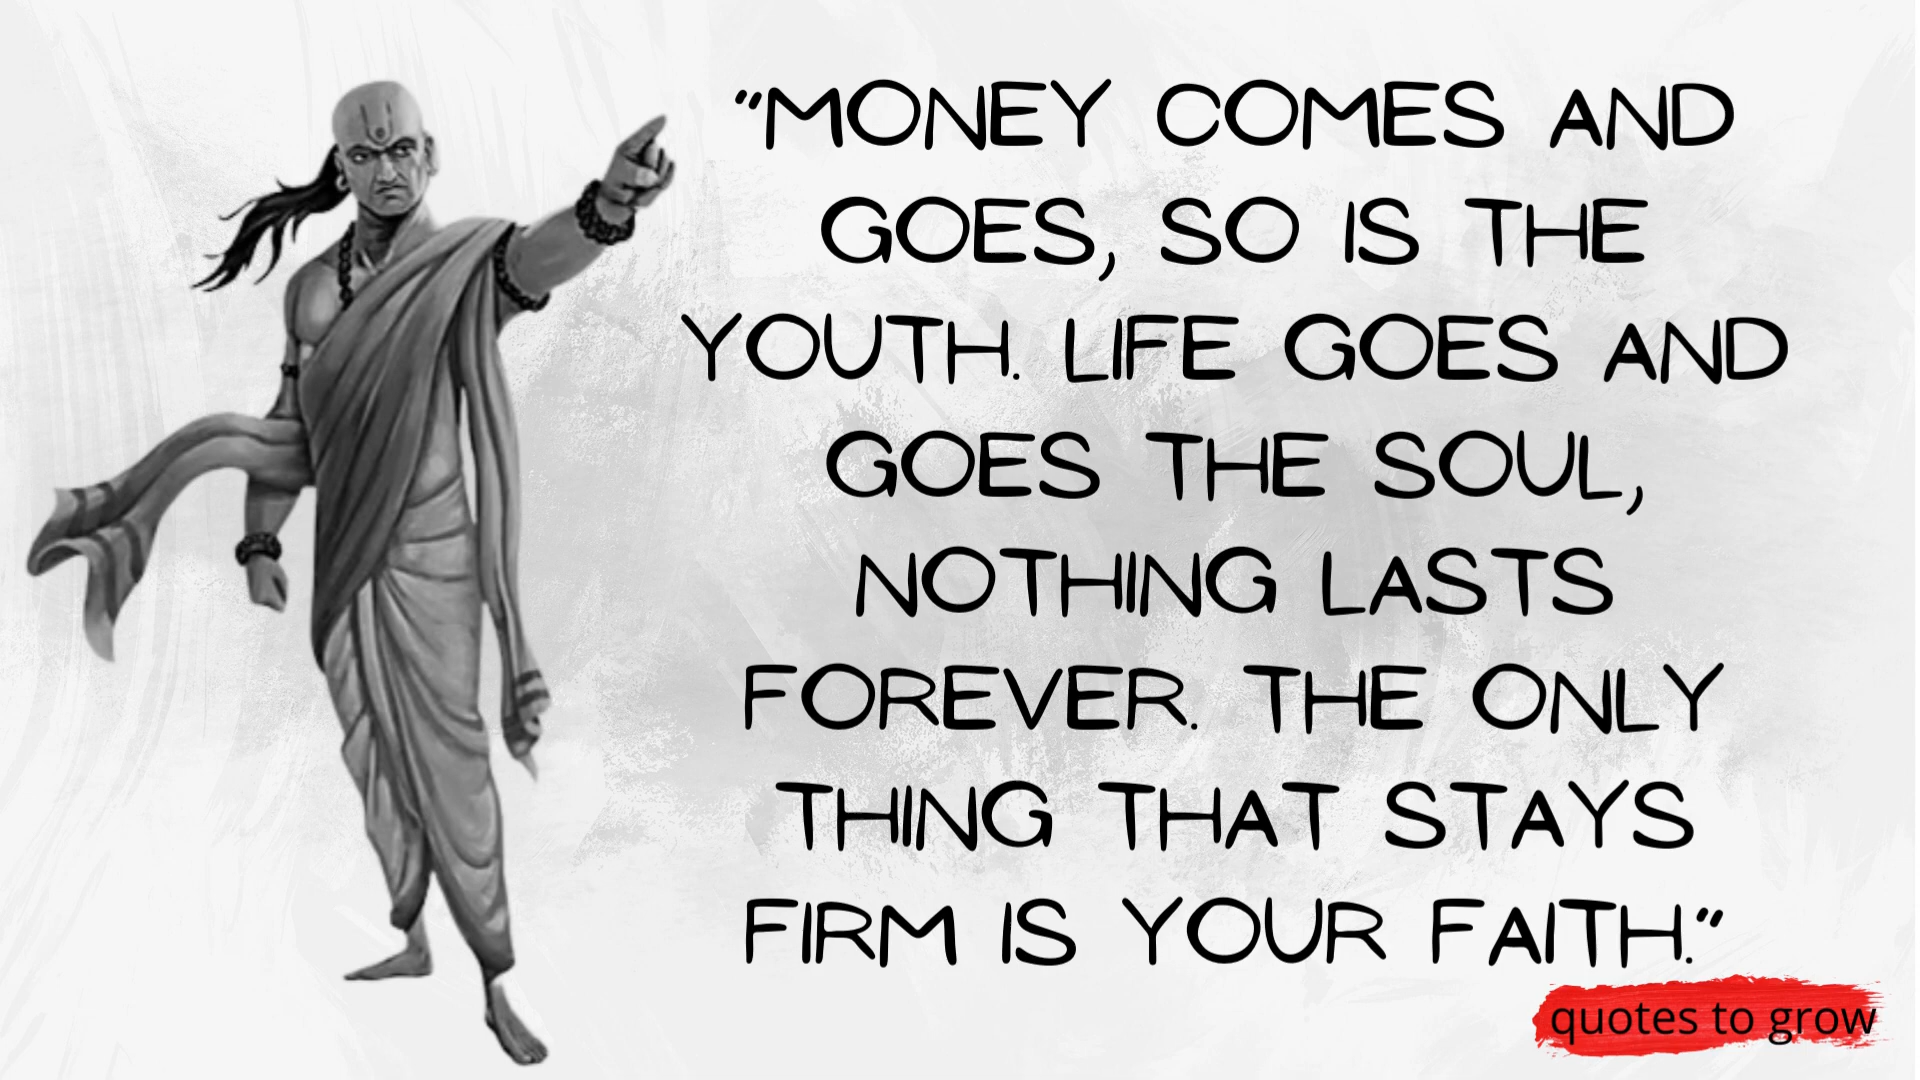 "MONEY COMES AND
GOES, SO IS THE
YOUTH. LIFE GOES AND
GOES THE SOUL,
NOTHING LASTS
FOREVER. THE ONLY
THING THAT STAYS
FIRM IS YOUR FAITH."
quotes to grow